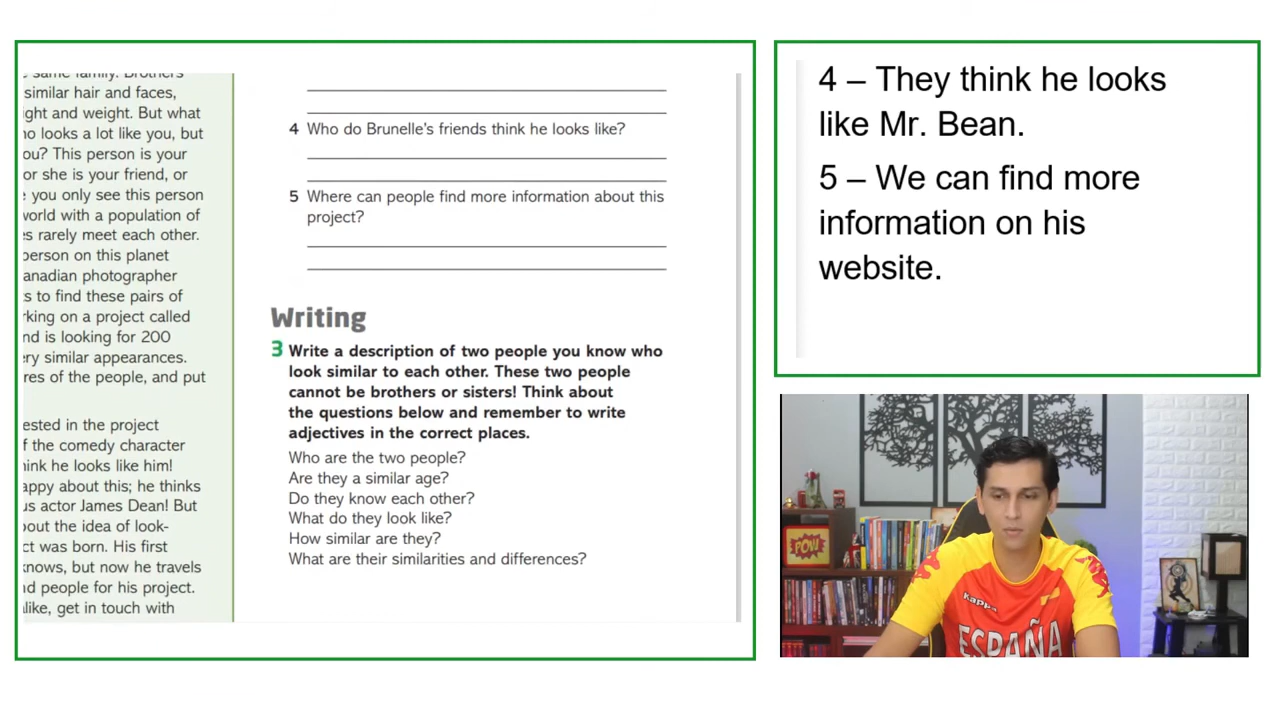 same family. Brothers
similar hair and faces,
ght and weight. But what
o looks a lot like you, but
ou? This person is your
or she is your friend, or
you only see this person
world with a population of
s rarely meet each other.
person on this planet
anadian photographer
s to find these pairs of
rking on a project called
nd is looking for 200
ery similar appearances.
res of the people, and put
ested in the project
f the comedy character
ink he looks like him!
appy about this; he thinks
us actor James Dean! But
out the idea of look-
ct was born. His first
knows, but now he travels
nd people for his project.
alike, get in touch with
4 Who do Brunelle's friends think he looks like?
5 Where can people find more information about this
project?
Writing
3 Write a description of two people you know who
look similar to each other. These two people
cannot be brothers or sisters! Think about
the questions below and remember to write
adjectives in the correct places.
Who are the two people?
Are they a similar age?
Do they know each other?
What do they look like?
How similar are they?
What are their similarities and differences?
4 – They think he looks
like Mr. Bean.
5 – We can find more
information on his
website.
POW
Kappa
ESPAÑA